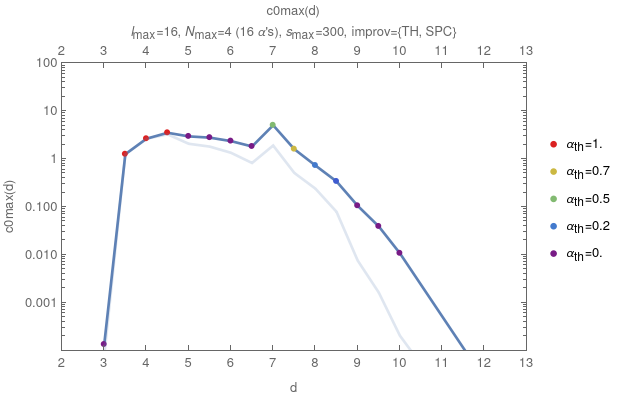 c0max(d)
lmax=16, Nmax=4 (16 α's), smax=300, improv={TH, SPC}
2 3 4 5 6 7 8 9 10 11 12 13
100
10
1
0.100
0.010
0.001
c0max(d)
2 3 4 5 6 7 8 9 10 11 12 13
d
αth=1.
αth=0.7
αth=0.5
αth=0.2
αth=0.